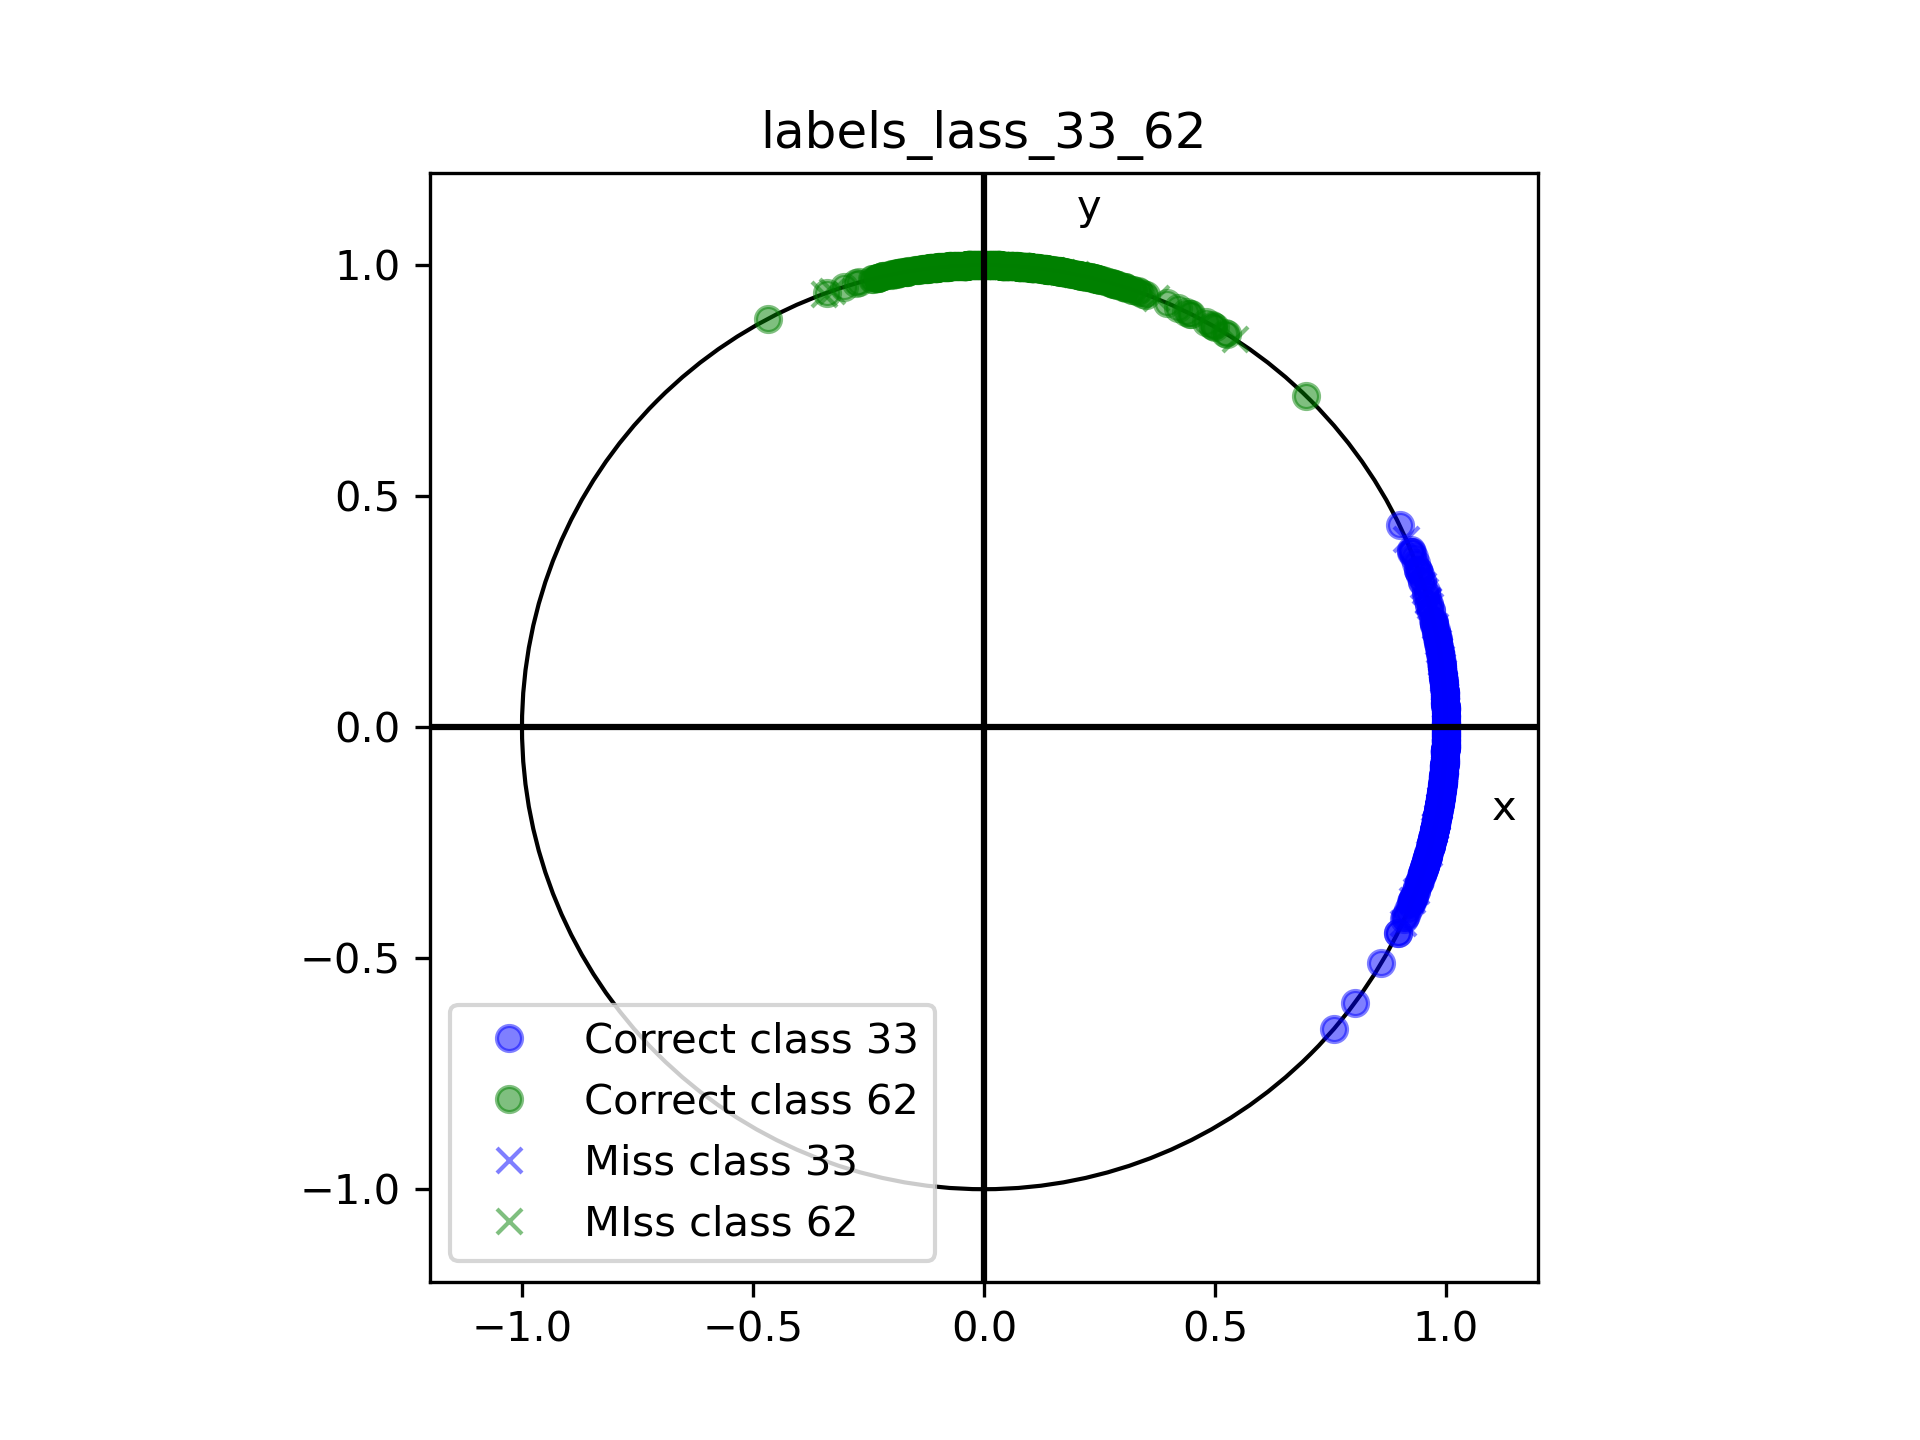 labels_lass_33_62
y
1.0
0.5
0.0
−0.5
−1.0
x
Correct class 33
Correct class 62
Miss class 33
MIss class 62
−1.0 −0.5 0.0 0.5 1.0